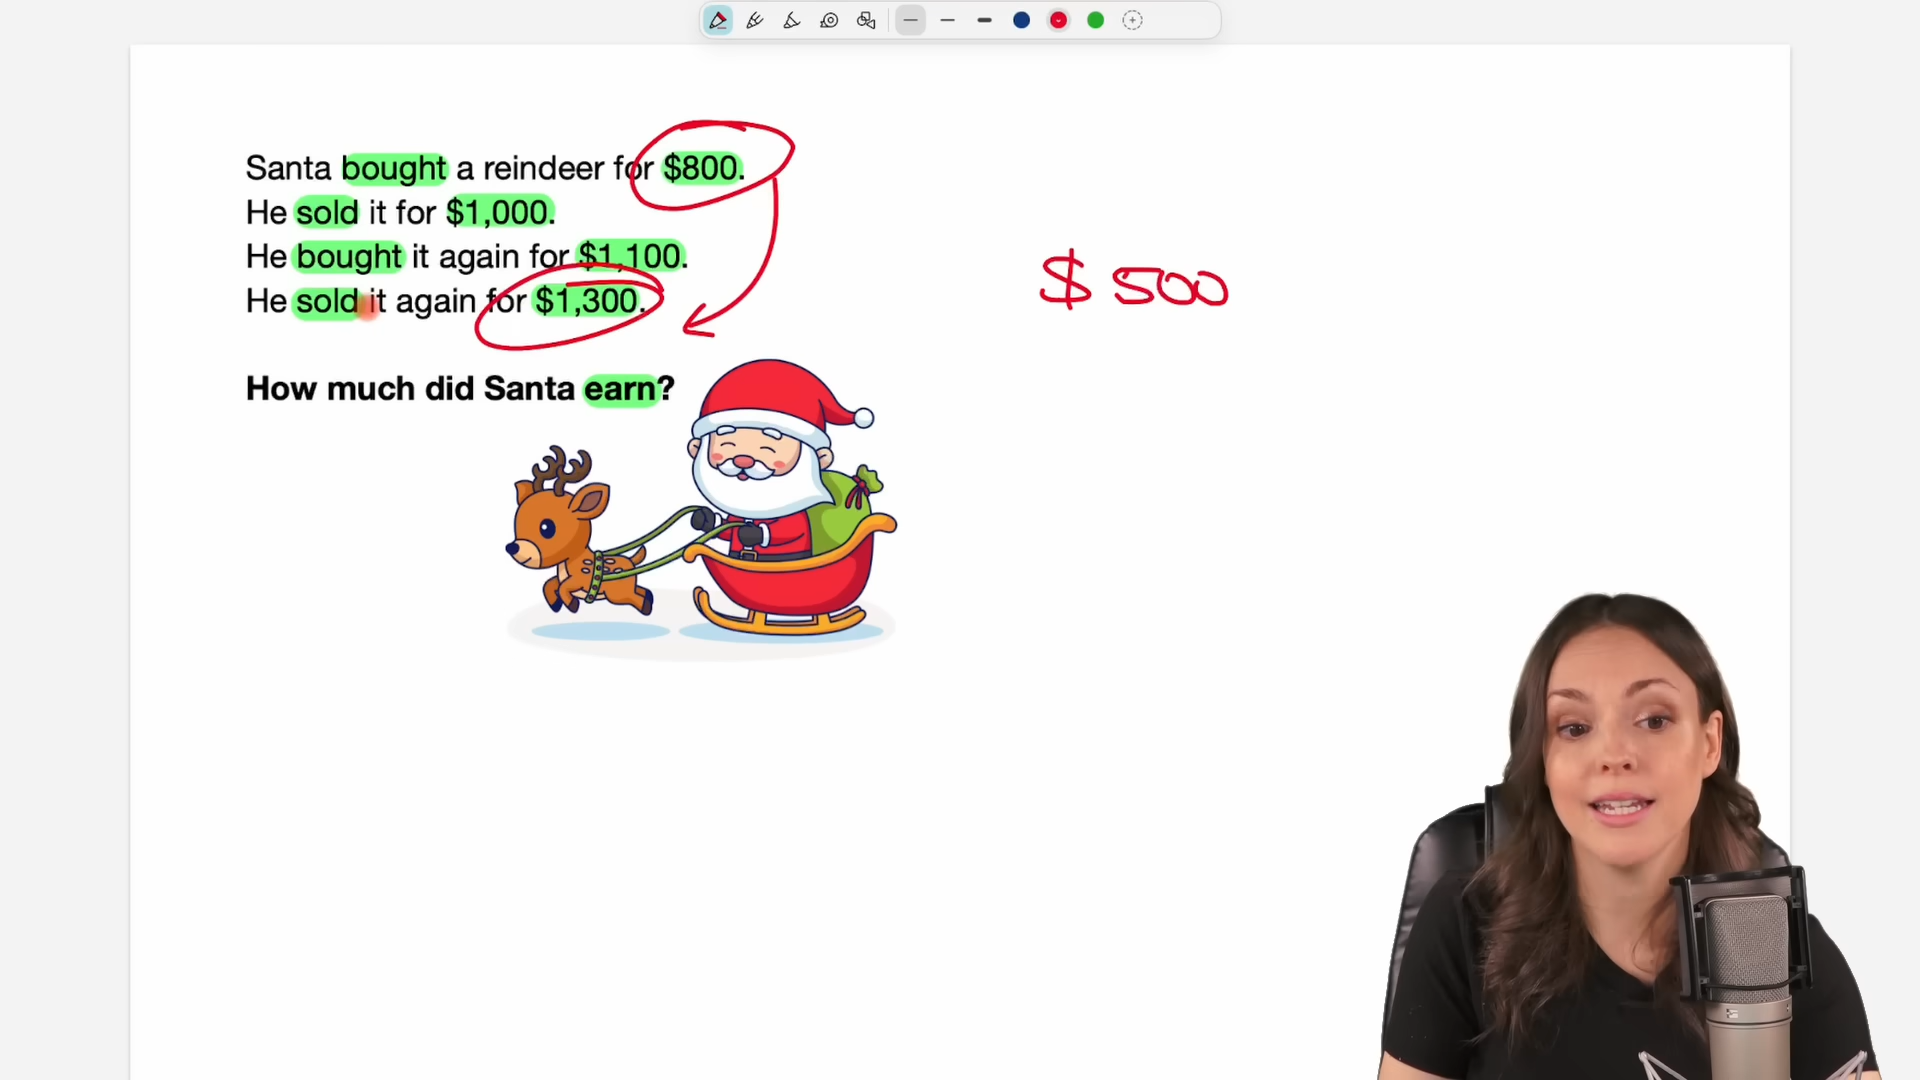 Santa bought a reindeer for $800.
He sold it for $1,000.
He bought it again for $1,100.
He sold it again for $1,300.
$ 500
How much did Santa earn?